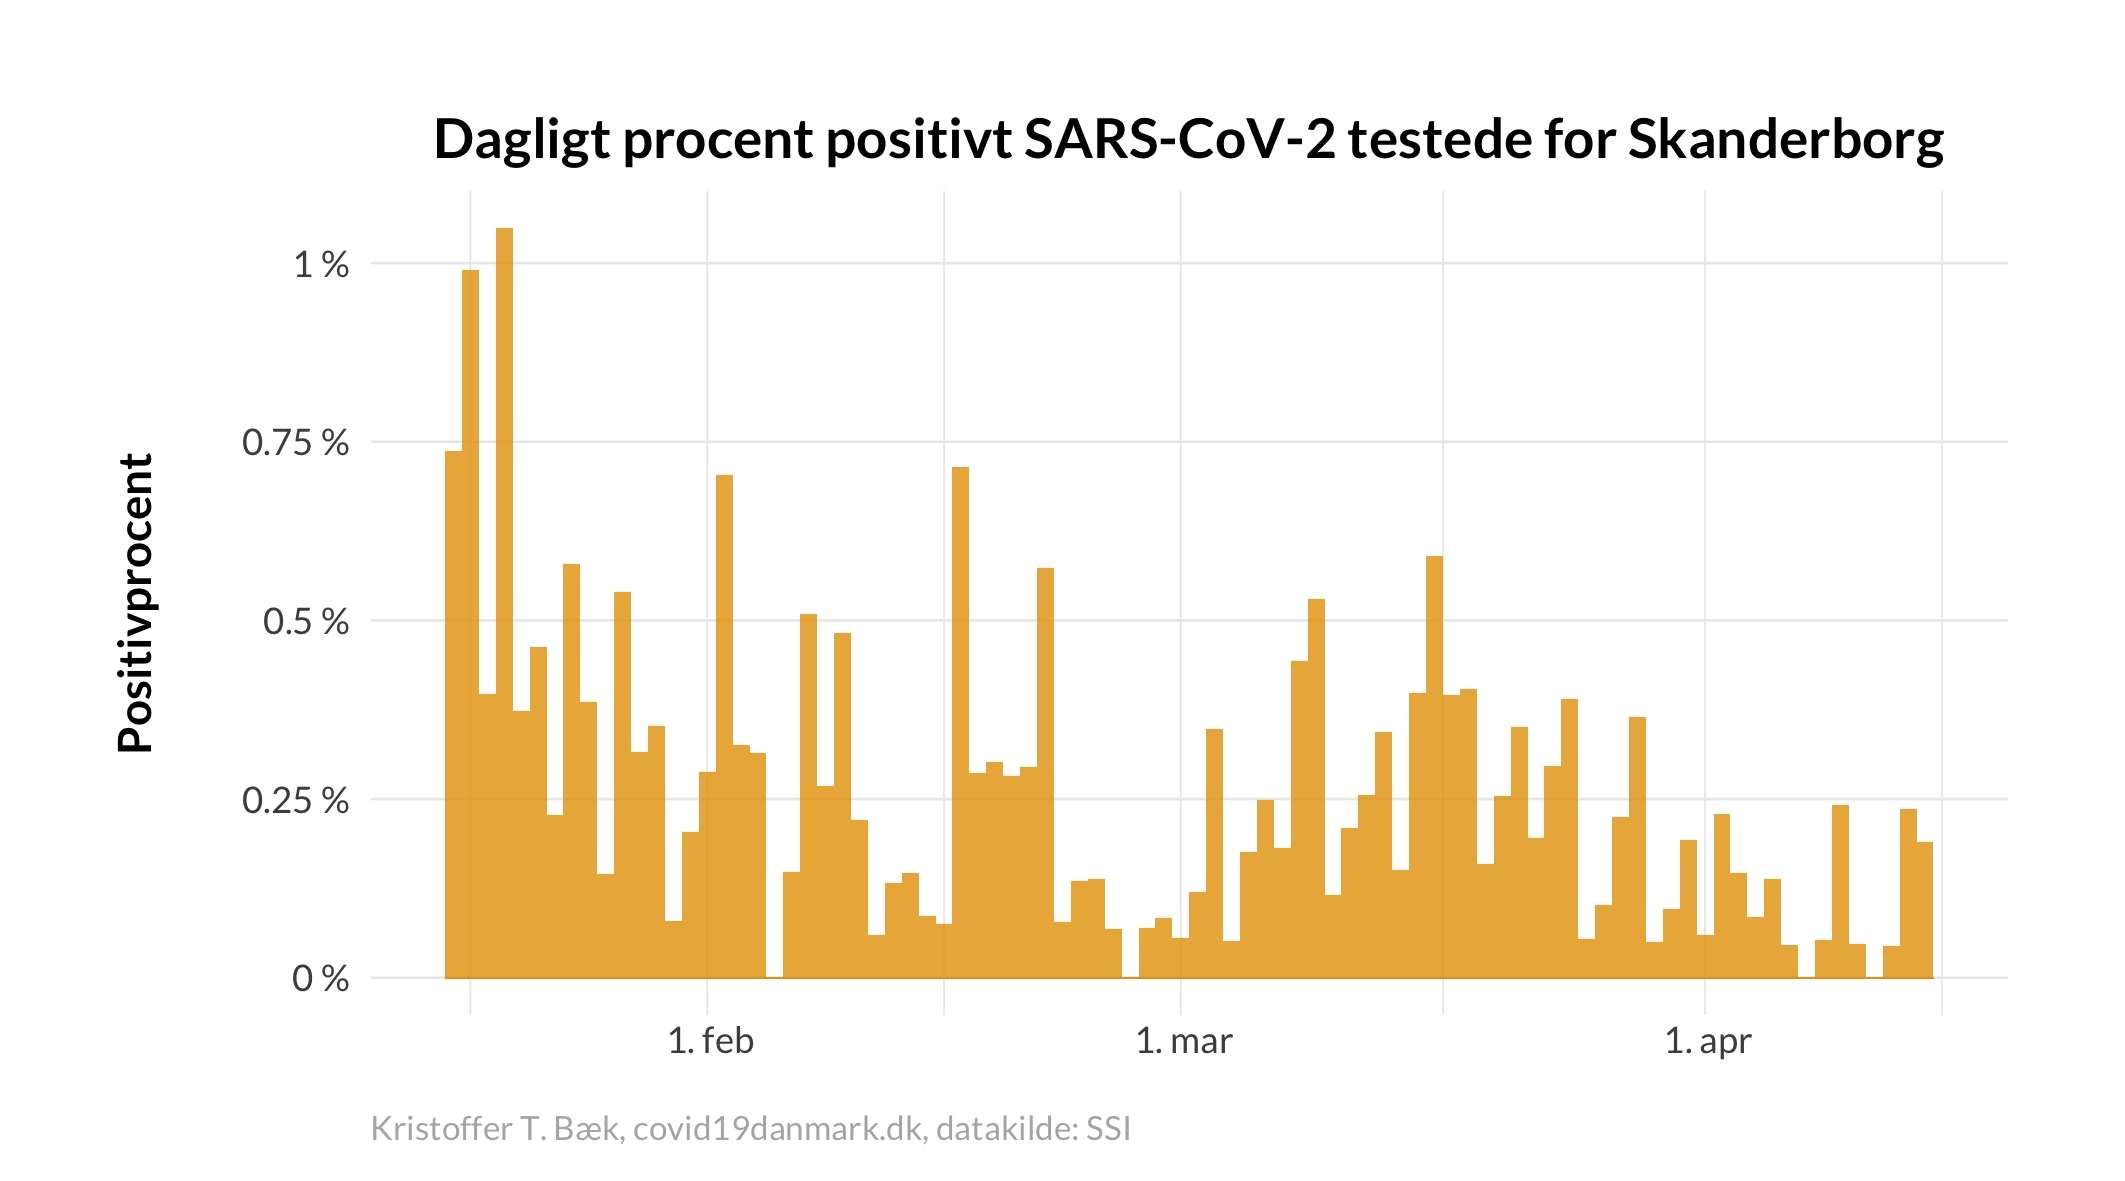 Dagligt procent positivt SARS-CoV-2 testede for Skanderborg
Positivprocent
1 %
0.75 %
0.5 %
0.25 %
0 %
1. feb
1. mar
1. apr
Kristoffer T. Bæk, covid19danmark.dk, datakilde: SSI